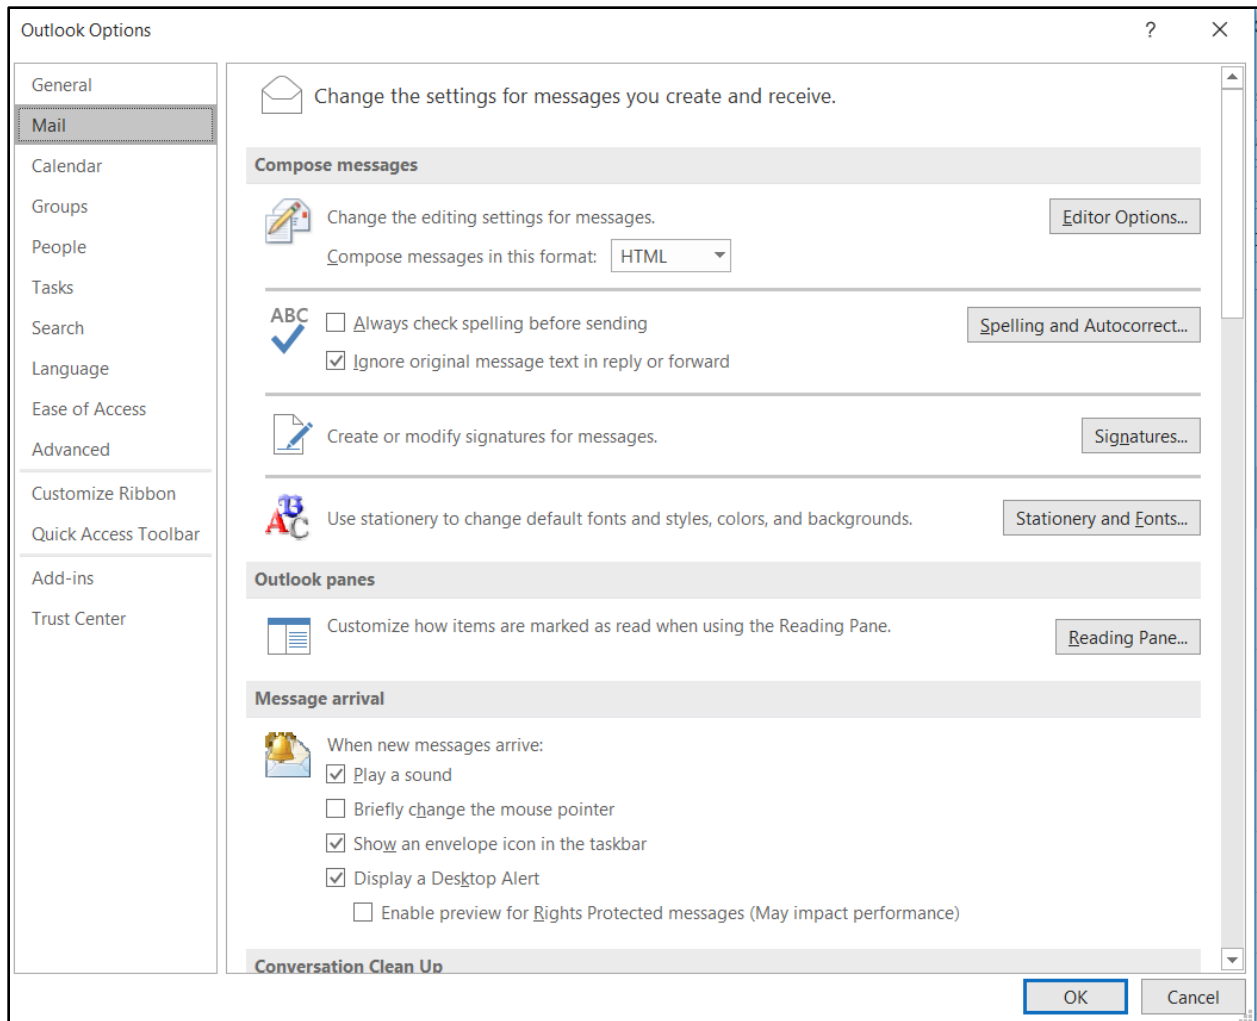 Outlook Options
?
General
Mail
Calendar
Groups
People
Tasks
Search
Language
Ease of Access
Advanced
Customize Ribbon
Quick Access Toolbar
Add-ins
Trust Center
Change the settings for messages you create and receive.
Compose messages
Change the editing settings for messages.
Editor Options...
Compose messages in this format: HTML
ABC
Always check spelling before sending
Spelling and Autocorrect...
Ignore original message text in reply or forward
Create or modify signatures for messages.
Signatures...
ABC
Use stationery to change default fonts and styles, colors, and backgrounds.
Stationery and Fonts...
Outlook panes
Customize how items are marked as read when using the Reading Pane.
Reading Pane...
Message arrival
When new messages arrive:
Play a sound
Briefly change the mouse pointer
Show an envelope icon in the taskbar
Display a Desktop Alert
Enable preview for Rights Protected messages (May impact performance)
Conversation Clean Up
OK
Cancel